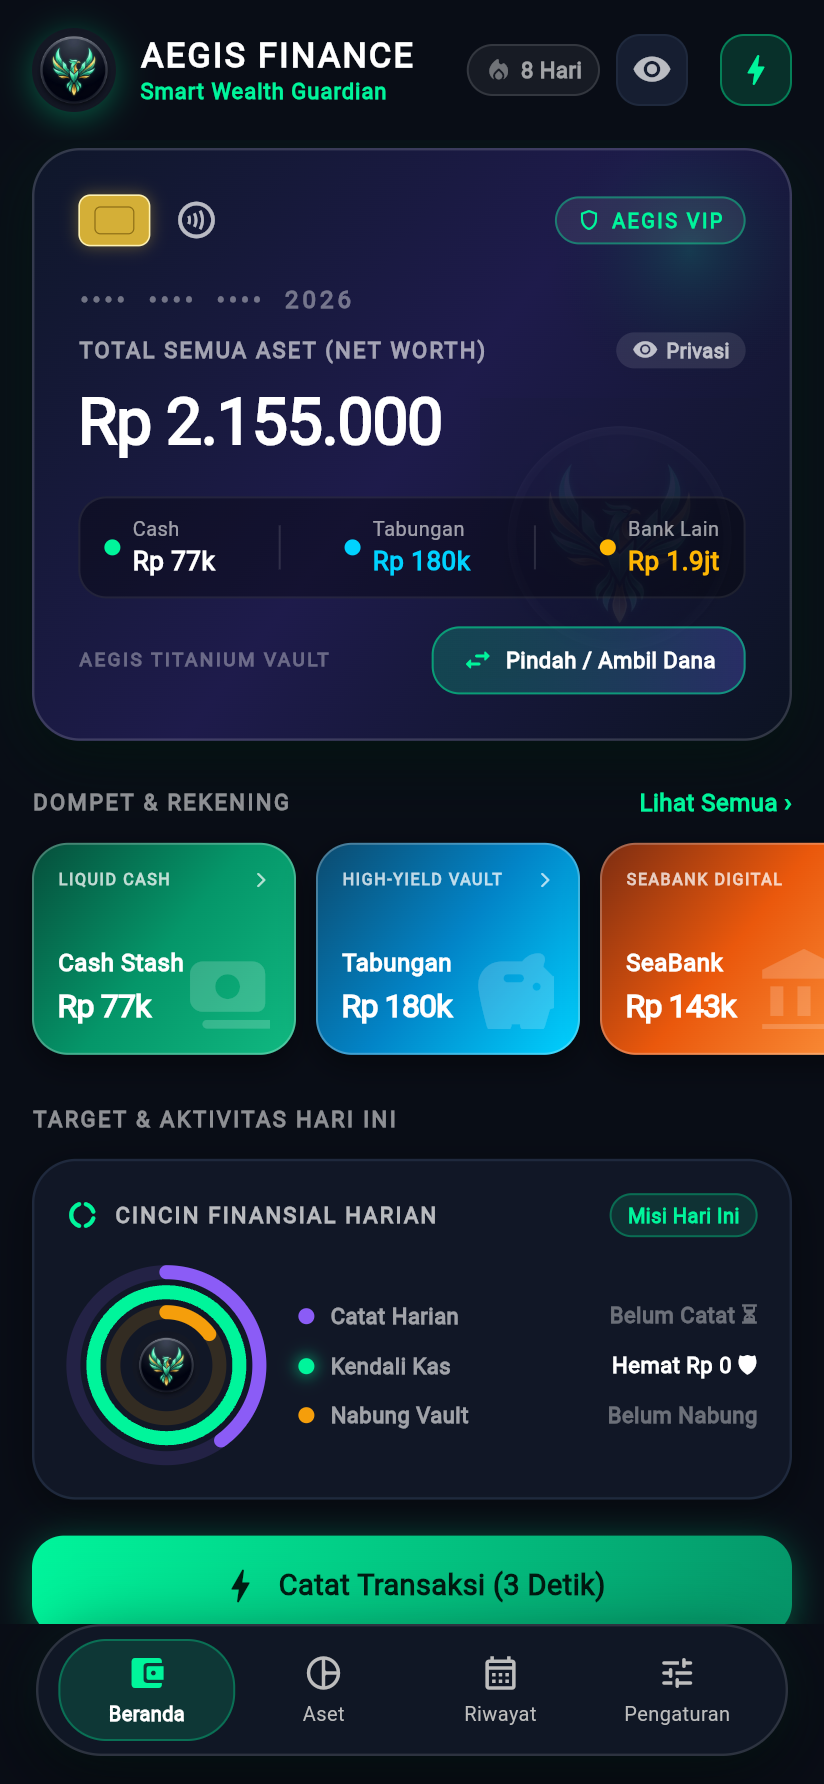 AEGIS FINANCE
Smart Wealth Guardian
8 Hari
AEGIS VIP
•••• •••• •••• 2026
TOTAL SEMUA ASET (NET WORTH)
Privasi
Rp 2.155.000
Cash
Rp 77k
Tabungan
Rp 180k
Bank Lain
Rp 1.9jt
AEGIS TITANIUM VAULT
Pindah / Ambil Dana
DOMPET & REKENING
Lihat Semua ›
LIQUID CASH
Cash Stash
Rp 77k
HIGH-YIELD VAULT
Tabungan
Rp 180k
SEABANK DIGITAL
SeaBank
Rp 143k
TARGET & AKTIVITAS HARI INI
CINCIN FINANSIAL HARIAN
Misi Hari Ini
Catat Harian
Belum Catat ⏳
Kendali Kas
Hemat Rp 0 🛡
Nabung Vault
Belum Nabung
Catat Transaksi (3 Detik)
Beranda
Aset
Riwayat
Pengaturan